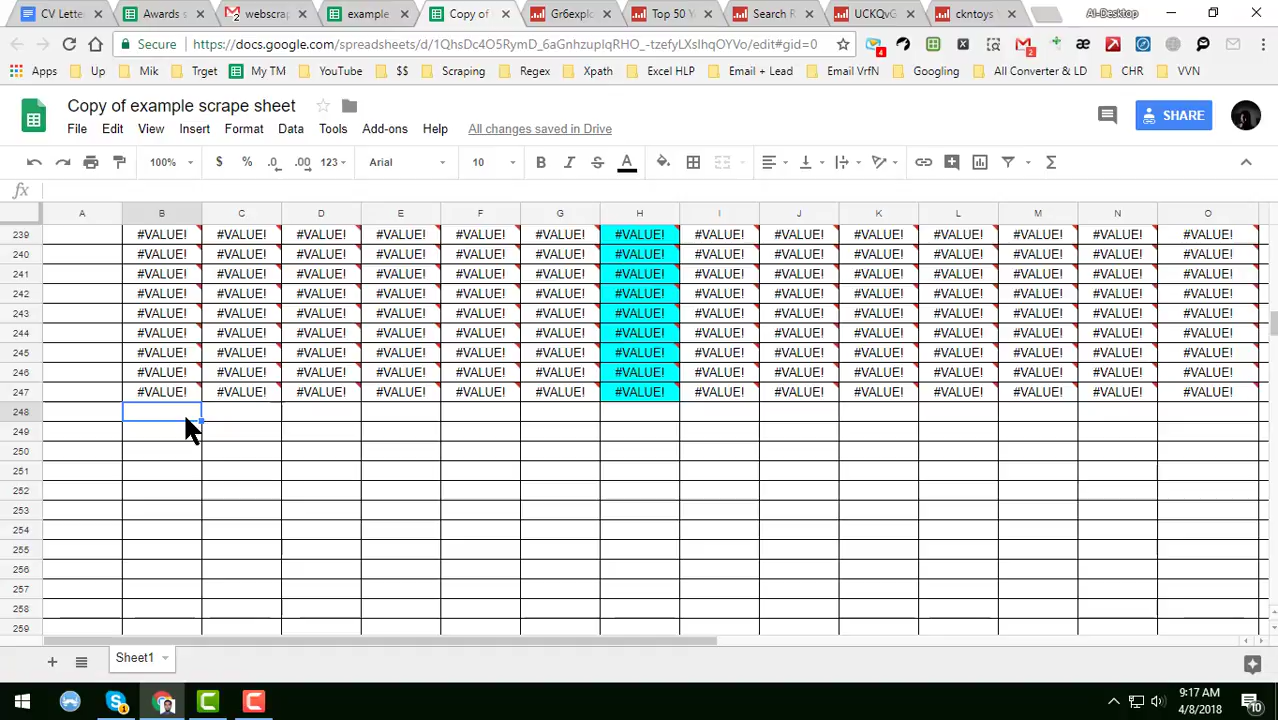 CV Letter
Awards s
webscrap
example
Copy of
Gr6explo
Top 50 Y
Search R
UCKQvG
ckntoys
Al-Desktop
Secure
https://docs.google.com/spreadsheets/d/1QhsDc4O5RymD_6aGnhzuplqRHO_-tzefyLXsIhqOYVo/edit#gid=0
4
2
Apps Up Mik Trget My TM YouTube $$ Scraping Regex Xpath Excel HLP Email + Lead Email VrfN Googling All Converter & LD CHR VVN
Copy of example scrape sheet
File Edit View Insert Format Data Tools Add-ons Help All changes saved in Drive
SHARE
100% $ % .0 .00 123 Arial 10 B I S A
fx
A B C D E F G H I J K L M N O
239 #VALUE! #VALUE! #VALUE! #VALUE! #VALUE! #VALUE! #VALUE! #VALUE! #VALUE! #VALUE! #VALUE! #VALUE! #VALUE! #VALUE!
240 #VALUE! #VALUE! #VALUE! #VALUE! #VALUE! #VALUE! #VALUE! #VALUE! #VALUE! #VALUE! #VALUE! #VALUE! #VALUE! #VALUE!
241 #VALUE! #VALUE! #VALUE! #VALUE! #VALUE! #VALUE! #VALUE! #VALUE! #VALUE! #VALUE! #VALUE! #VALUE! #VALUE! #VALUE!
242 #VALUE! #VALUE! #VALUE! #VALUE! #VALUE! #VALUE! #VALUE! #VALUE! #VALUE! #VALUE! #VALUE! #VALUE! #VALUE! #VALUE!
243 #VALUE! #VALUE! #VALUE! #VALUE! #VALUE! #VALUE! #VALUE! #VALUE! #VALUE! #VALUE! #VALUE! #VALUE! #VALUE! #VALUE!
244 #VALUE! #VALUE! #VALUE! #VALUE! #VALUE! #VALUE! #VALUE! #VALUE! #VALUE! #VALUE! #VALUE! #VALUE! #VALUE! #VALUE!
245 #VALUE! #VALUE! #VALUE! #VALUE! #VALUE! #VALUE! #VALUE! #VALUE! #VALUE! #VALUE! #VALUE! #VALUE! #VALUE! #VALUE!
246 #VALUE! #VALUE! #VALUE! #VALUE! #VALUE! #VALUE! #VALUE! #VALUE! #VALUE! #VALUE! #VALUE! #VALUE! #VALUE! #VALUE!
247 #VALUE! #VALUE! #VALUE! #VALUE! #VALUE! #VALUE! #VALUE! #VALUE! #VALUE! #VALUE! #VALUE! #VALUE! #VALUE! #VALUE!
248
249
250
251
252
253
254
255
256
257
258
259
Sheet1
9:17 AM
4/8/2018
10